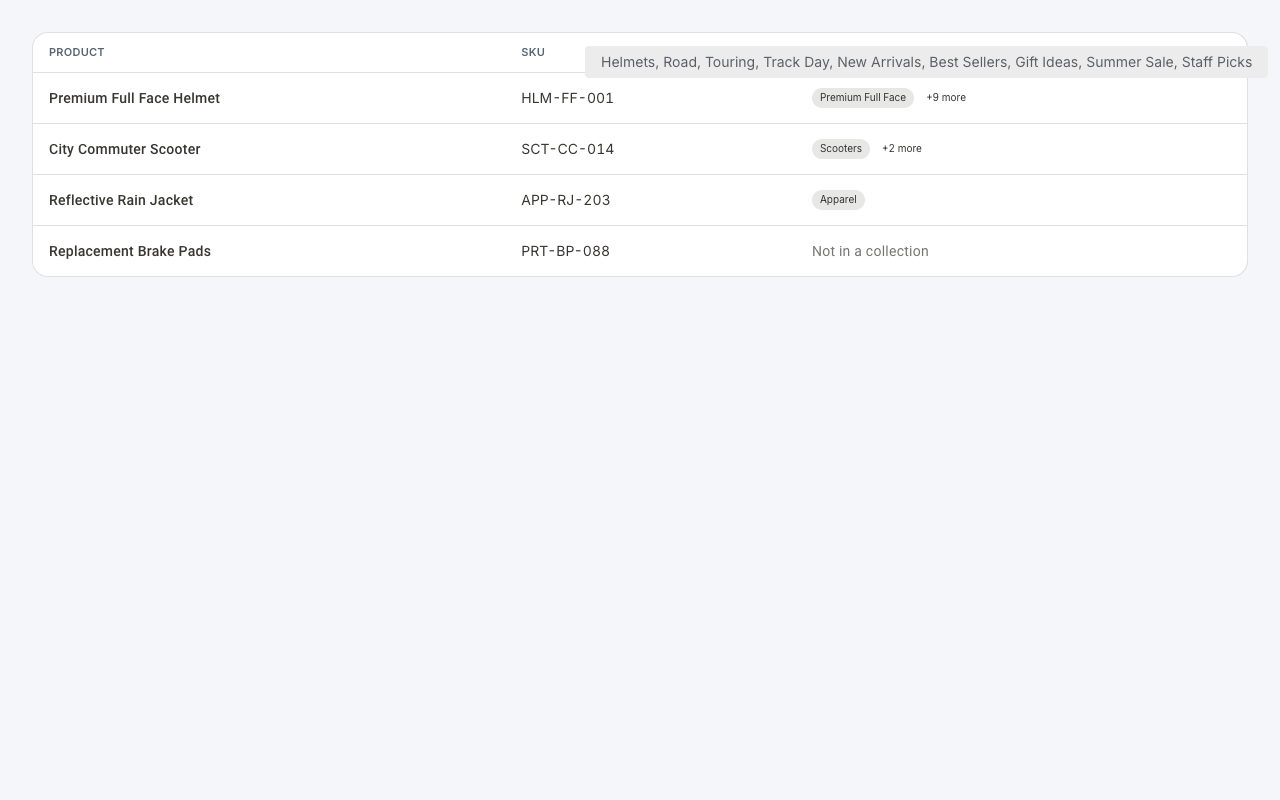 PRODUCT SKU
Helmets, Road, Touring, Track Day, New Arrivals, Best Sellers, Gift Ideas, Summer Sale, Staff Picks
Premium Full Face Helmet HLM-FF-001 Premium Full Face +9 more
City Commuter Scooter SCT-CC-014 Scooters +2 more
Reflective Rain Jacket APP-RJ-203 Apparel
Replacement Brake Pads PRT-BP-088 Not in a collection